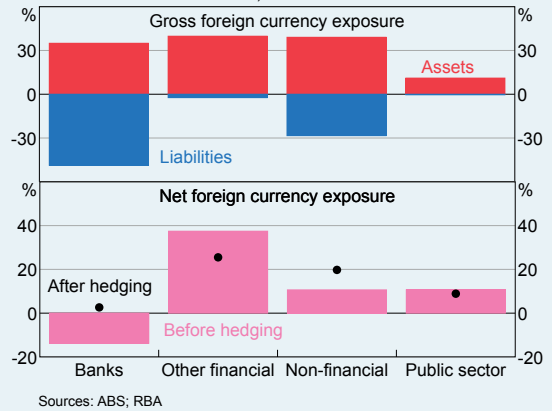 % Gross foreign currency exposure %
30 30
Assets
0 0
-30 -30
Liabilities
% Net foreign currency exposure %
40 40
20 20
After hedging
0 0
Before hedging
-20 -20
Banks Other financial Non-financial Public sector
Sources: ABS; RBA